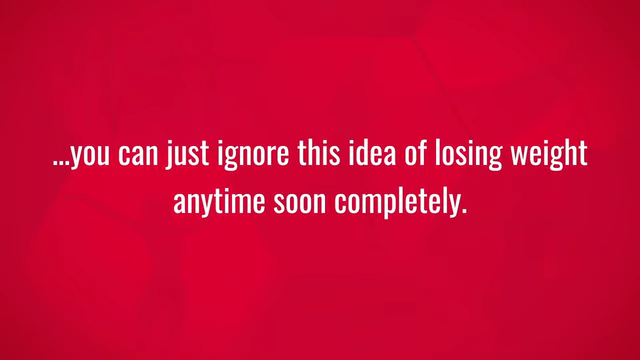 ...you can just ignore this idea of losing weight
anytime soon completely.